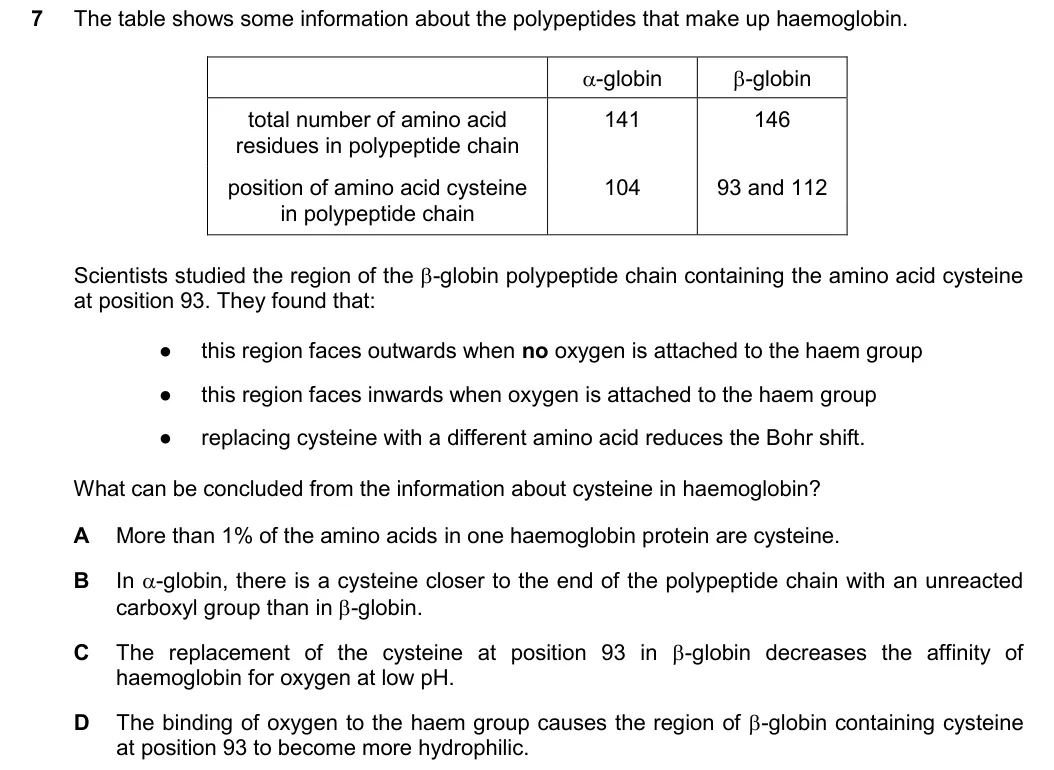 7 The table shows some information about the polypeptides that make up haemoglobin.
α-globin β-globin
total number of amino acid 141 146
residues in polypeptide chain
position of amino acid cysteine 104 93 and 112
in polypeptide chain
Scientists studied the region of the β-globin polypeptide chain containing the amino acid cysteine
at position 93. They found that:
● this region faces outwards when no oxygen is attached to the haem group
● this region faces inwards when oxygen is attached to the haem group
● replacing cysteine with a different amino acid reduces the Bohr shift.
What can be concluded from the information about cysteine in haemoglobin?
A More than 1% of the amino acids in one haemoglobin protein are cysteine.
B In α-globin, there is a cysteine closer to the end of the polypeptide chain with an unreacted
carboxyl group than in β-globin.
C The replacement of the cysteine at position 93 in β-globin decreases the affinity of
haemoglobin for oxygen at low pH.
D The binding of oxygen to the haem group causes the region of β-globin containing cysteine
at position 93 to become more hydrophilic.